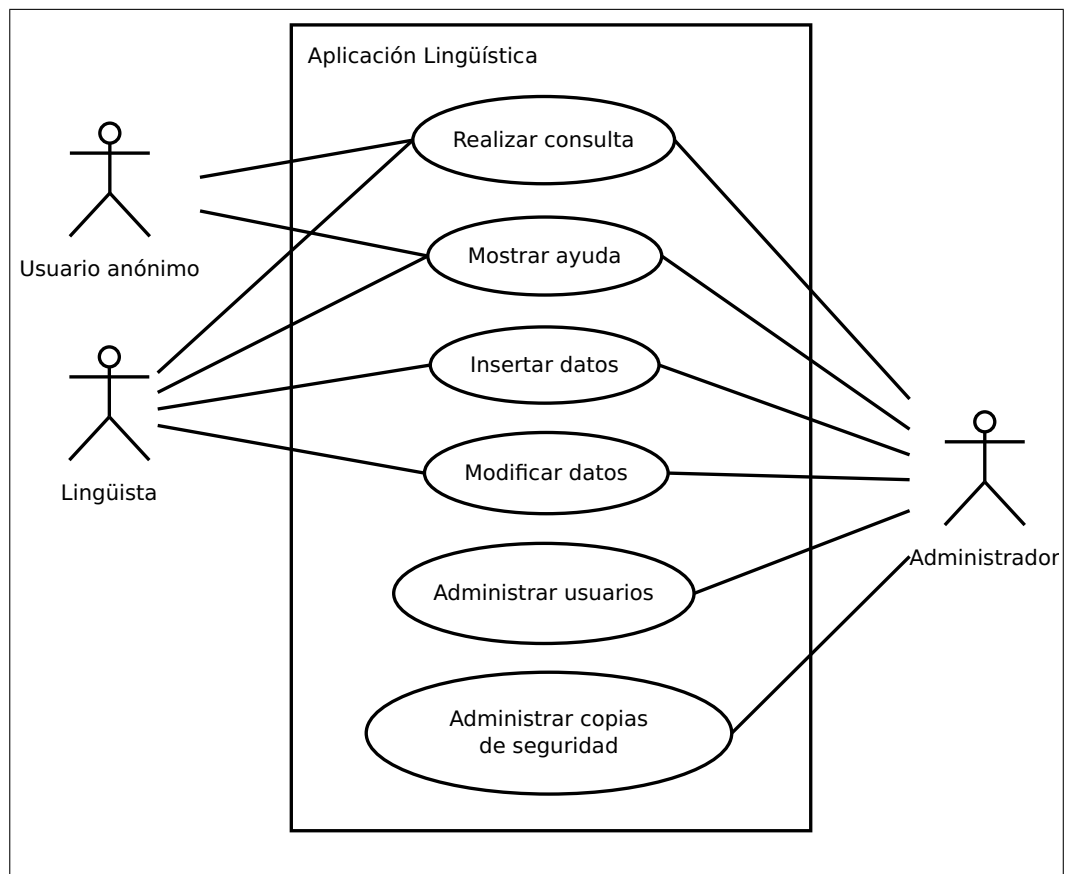 Aplicación Lingüística
Realizar consulta
Mostrar ayuda
Usuario anónimo
Insertar datos
Modificar datos
Lingüista
Administrador
Administrar usuarios
Administrar copias
de seguridad